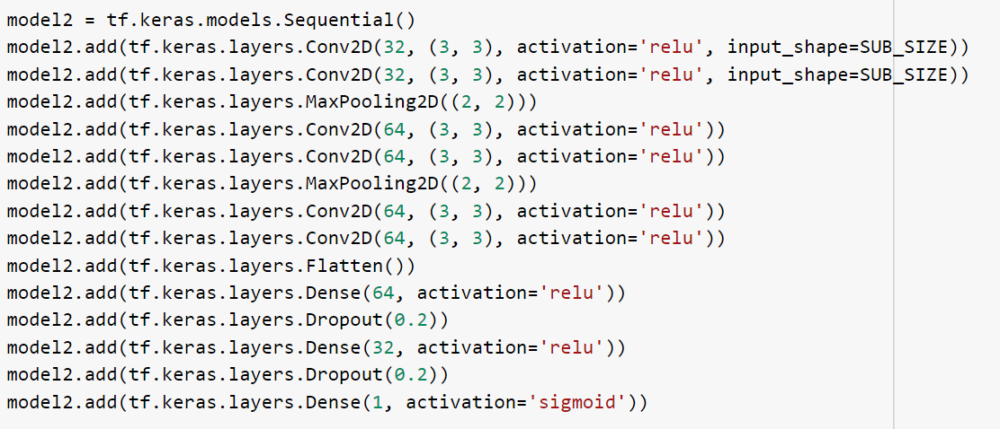 model2 = tf.keras.models.Sequential()
model2.add(tf.keras.layers.Conv2D(32, (3, 3), activation='relu', input_shape=SUB_SIZE))
model2.add(tf.keras.layers.Conv2D(32, (3, 3), activation='relu', input_shape=SUB_SIZE))
model2.add(tf.keras.layers.MaxPooling2D((2, 2)))
model2.add(tf.keras.layers.Conv2D(64, (3, 3), activation='relu'))
model2.add(tf.keras.layers.Conv2D(64, (3, 3), activation='relu'))
model2.add(tf.keras.layers.MaxPooling2D((2, 2)))
model2.add(tf.keras.layers.Conv2D(64, (3, 3), activation='relu'))
model2.add(tf.keras.layers.Conv2D(64, (3, 3), activation='relu'))
model2.add(tf.keras.layers.Flatten())
model2.add(tf.keras.layers.Dense(64, activation='relu'))
model2.add(tf.keras.layers.Dropout(0.2))
model2.add(tf.keras.layers.Dense(32, activation='relu'))
model2.add(tf.keras.layers.Dropout(0.2))
model2.add(tf.keras.layers.Dense(1, activation='sigmoid'))